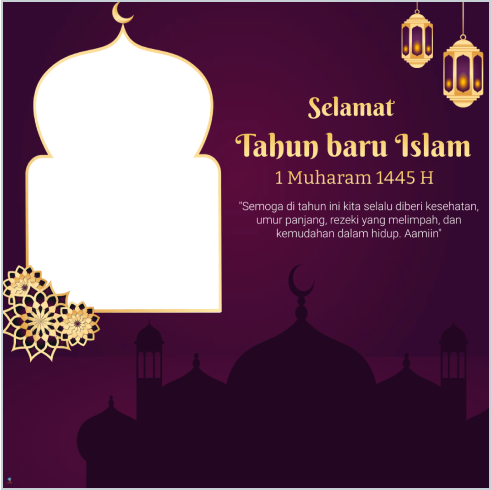 Selamat
Tahun baru Islam
1 Muharam 1445 H
"Semoga di tahun ini kita selalu diberi kesehatan,
umur panjang, rezeki yang melimpah, dan
kemudahan dalam hidup. Aamiin"